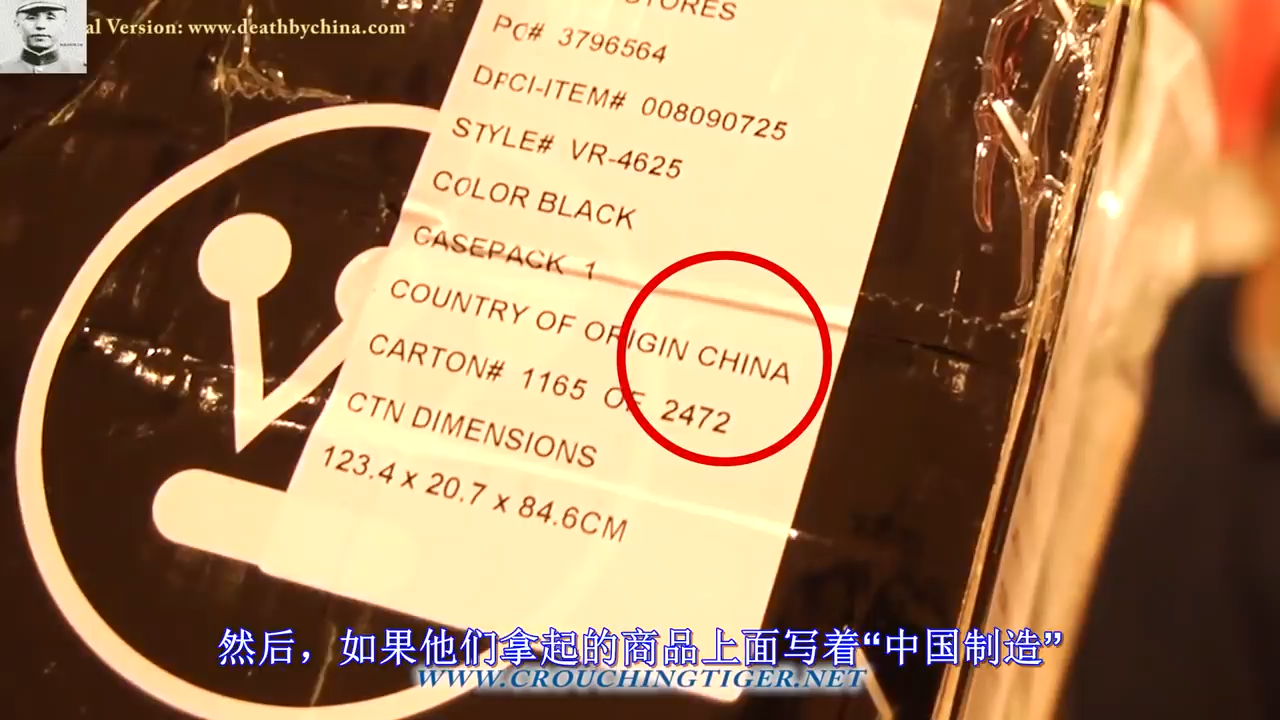 al Version: www.deathbychina.com
STORES
PO# 3796564
DPCI-ITEM# 008090725
STYLE# VR-4625
COLOR BLACK
CASEPACK 1
COUNTRY OF ORIGIN CHINA
CARTON# 1165 OF 2472
CTN DIMENSIONS
123.4 x 20.7 x 84.6CM
然后，如果他们拿起的商品上面写着“中国制造”
WWW.CROUCHINGTIGER.NET